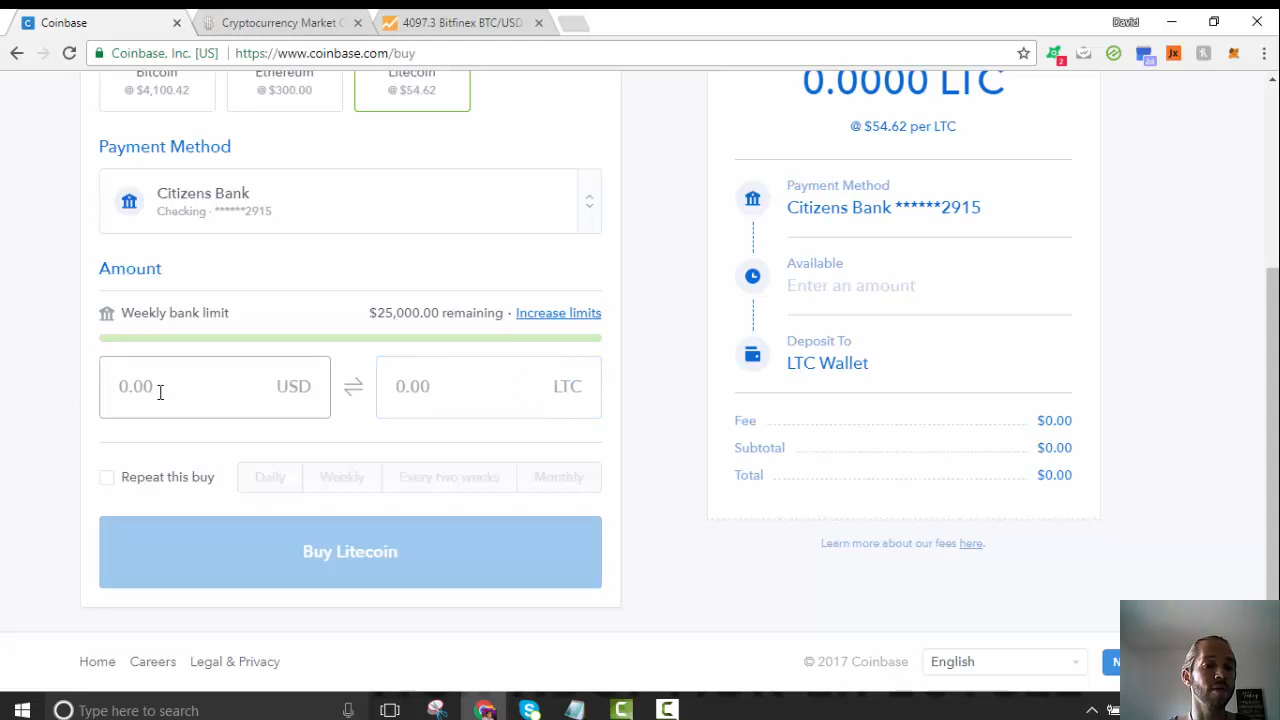 Coinbase
Cryptocurrency Market C
4097.3 Bitfinex BTC/USD
David
Coinbase, Inc. [US]
https://www.coinbase.com/buy
2
2d
Jx
Bitcoin
@ $4,100.42
Ethereum
@ $300.00
Litecoin
@ $54.62
Payment Method
Citizens Bank
Checking · ******2915
Amount
Weekly bank limit
$25,000.00 remaining · Increase limits
0.00 USD
0.00 LTC
Repeat this buy
Daily
Weekly
Every two weeks
Monthly
Buy Litecoin
0.0000 LTC
@ $54.62 per LTC
Payment Method
Citizens Bank ******2915
Available
Enter an amount
Deposit To
LTC Wallet
Fee $0.00
Subtotal $0.00
Total $0.00
Learn more about our fees here.
Home
Careers
Legal & Privacy
© 2017 Coinbase
English
N
Type here to search